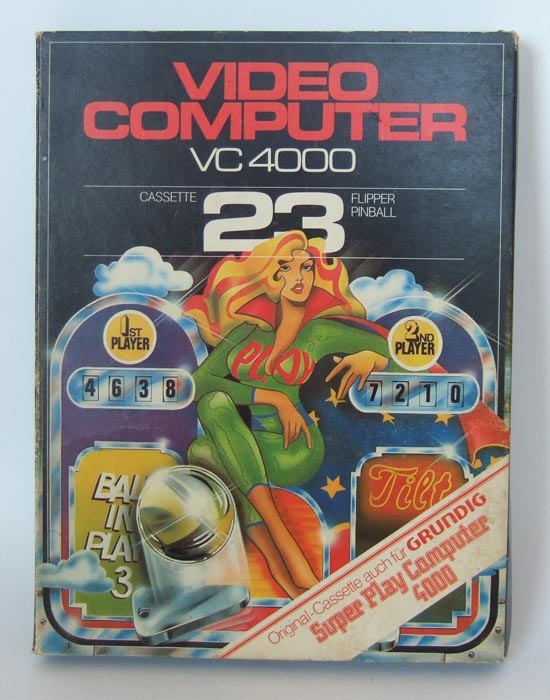 VIDEO
COMPUTER
VC 4000
CASSETTE
23
FLIPPER
PINBALL
1ST
PLAYER
4638
2ND
PLAYER
7210
PLAY
BALL
IN
PLAY
3
Tilt
Original-Cassette auch für GRUNDIG
Super Play Computer
4000